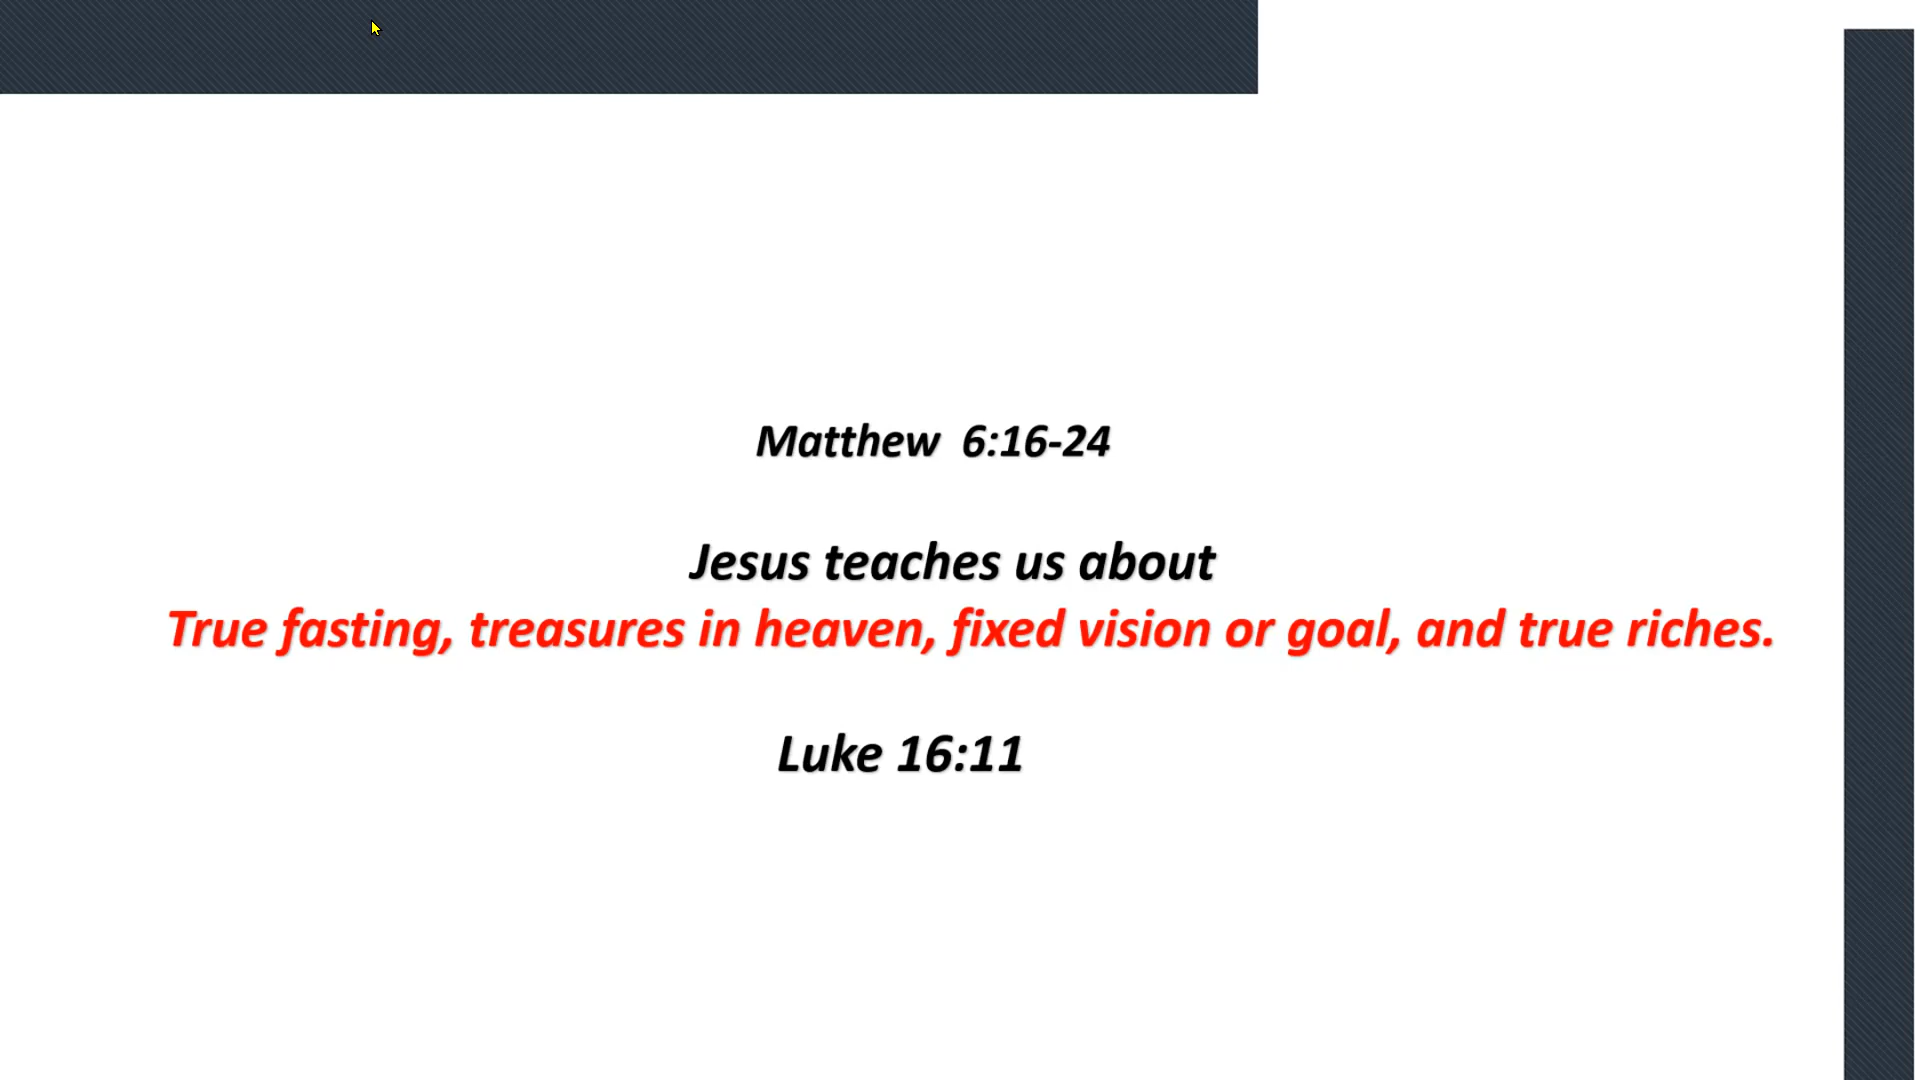 Matthew  6:16-24
Jesus teaches us about
True fasting, treasures in heaven, fixed vision or goal, and true riches.
Luke 16:11